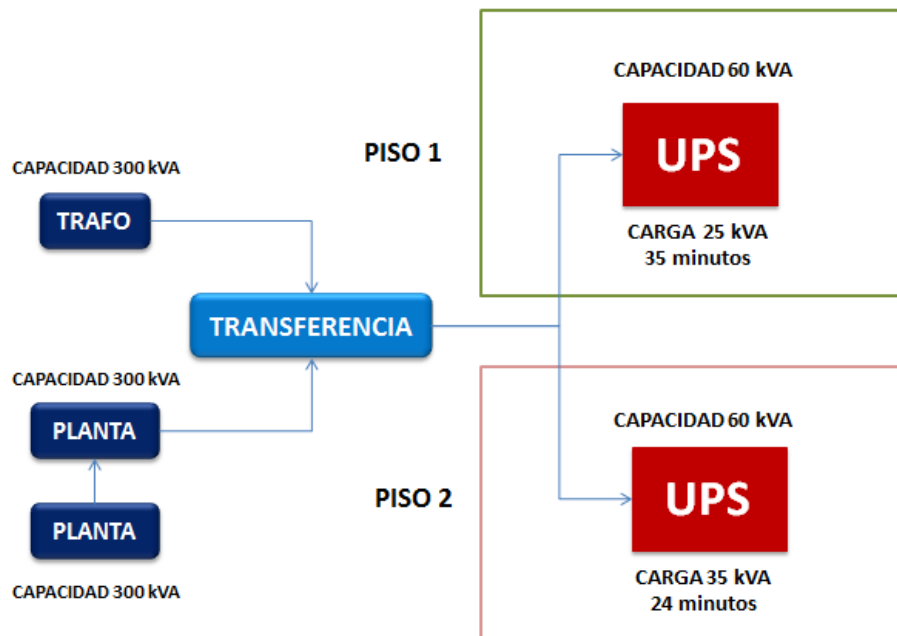 CAPACIDAD 300 kVA
TRAFO
TRANSFERENCIA
CAPACIDAD 300 kVA
PLANTA
PLANTA
CAPACIDAD 300 kVA
PISO 1
CAPACIDAD 60 kVA
UPS
CARGA 25 kVA
35 minutos
PISO 2
CAPACIDAD 60 kVA
UPS
CARGA 35 kVA
24 minutos